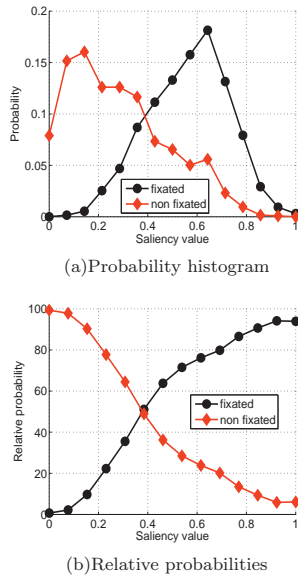 0.2
0.15
0.1
0.05
0
Probability
fixated
non fixated
0 0.2 0.4 0.6 0.8 1
Saliency value
(a)Probability histogram
100
80
60
40
20
0
Relative probability
fixated
non fixated
0 0.2 0.4 0.6 0.8 1
Saliency value
(b)Relative probabilities